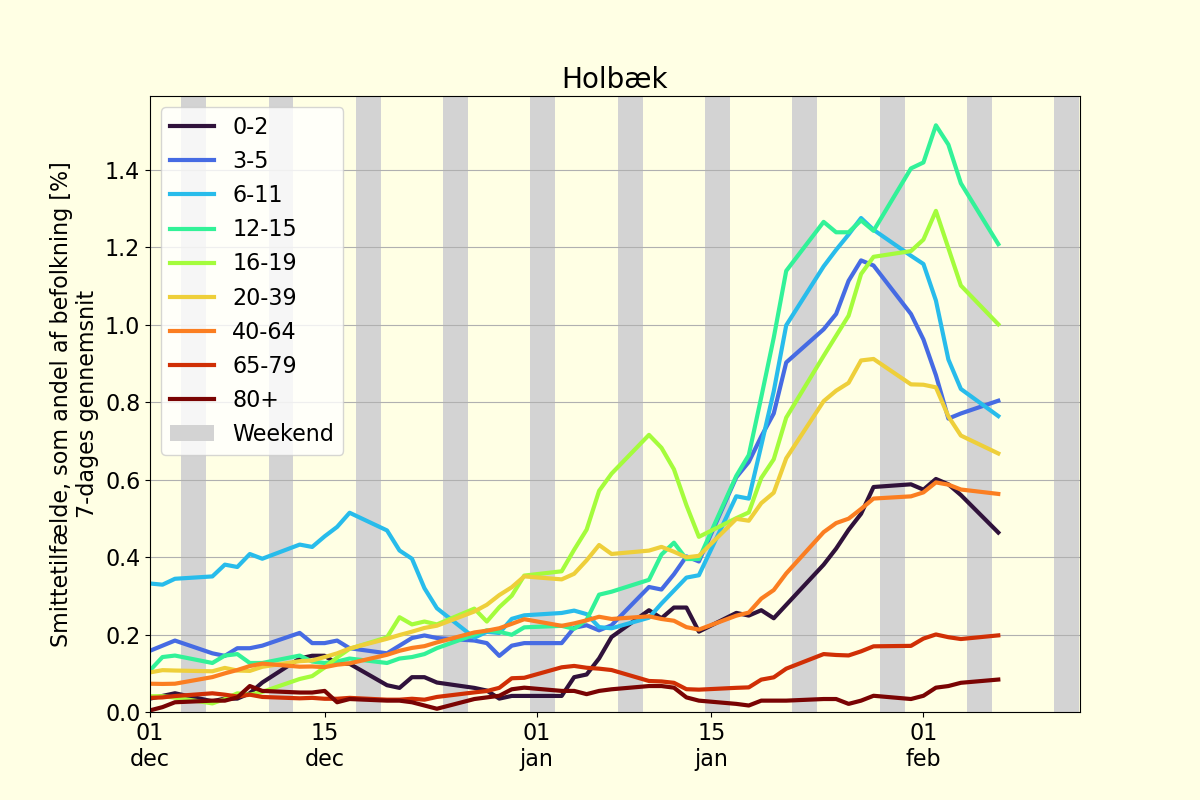 Holbæk
Smittetilfælde, som andel af befolkning [%]
7-dages gennemsnit
1.4
1.2
1.0
0.8
0.6
0.4
0.2
0.0
0-2
3-5
6-11
12-15
16-19
20-39
40-64
65-79
80+
Weekend
01
dec
15
dec
01
jan
15
jan
01
feb